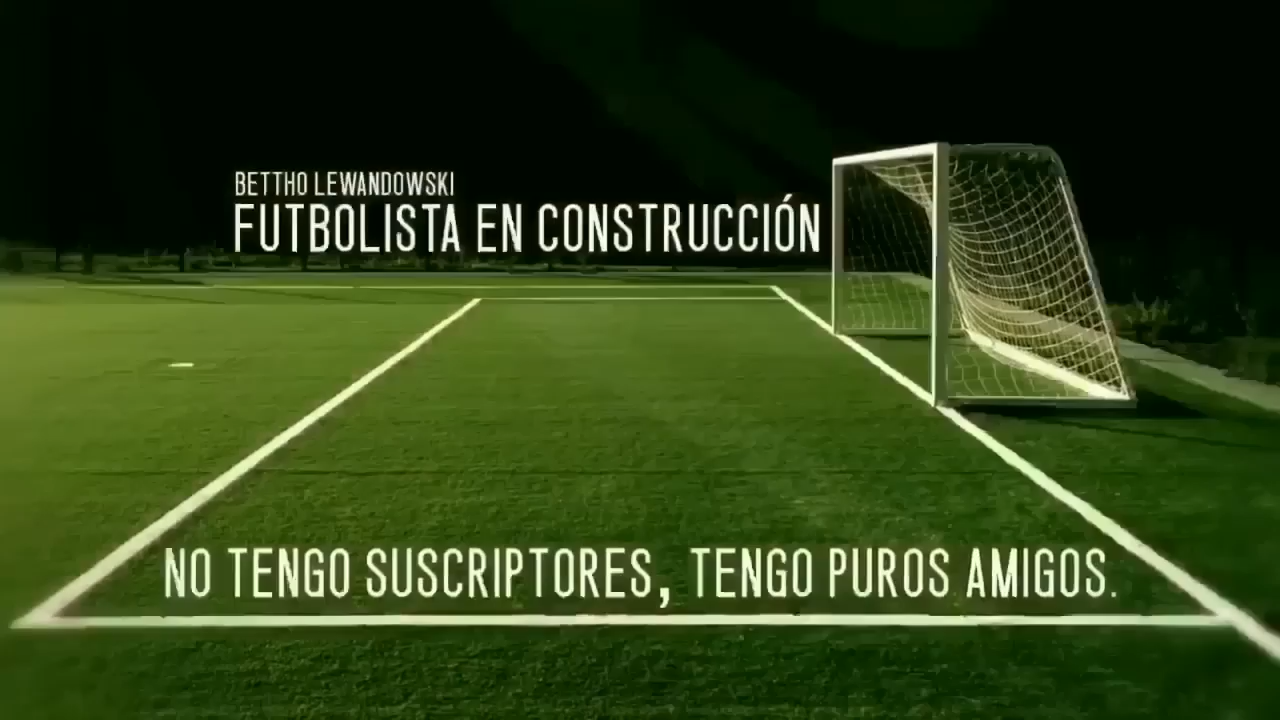 BETTHO LEWANDOWSKI
FUTBOLISTA EN CONSTRUCCIÓN
NO TENGO SUSCRIPTORES, TENGO PUROS AMIGOS.